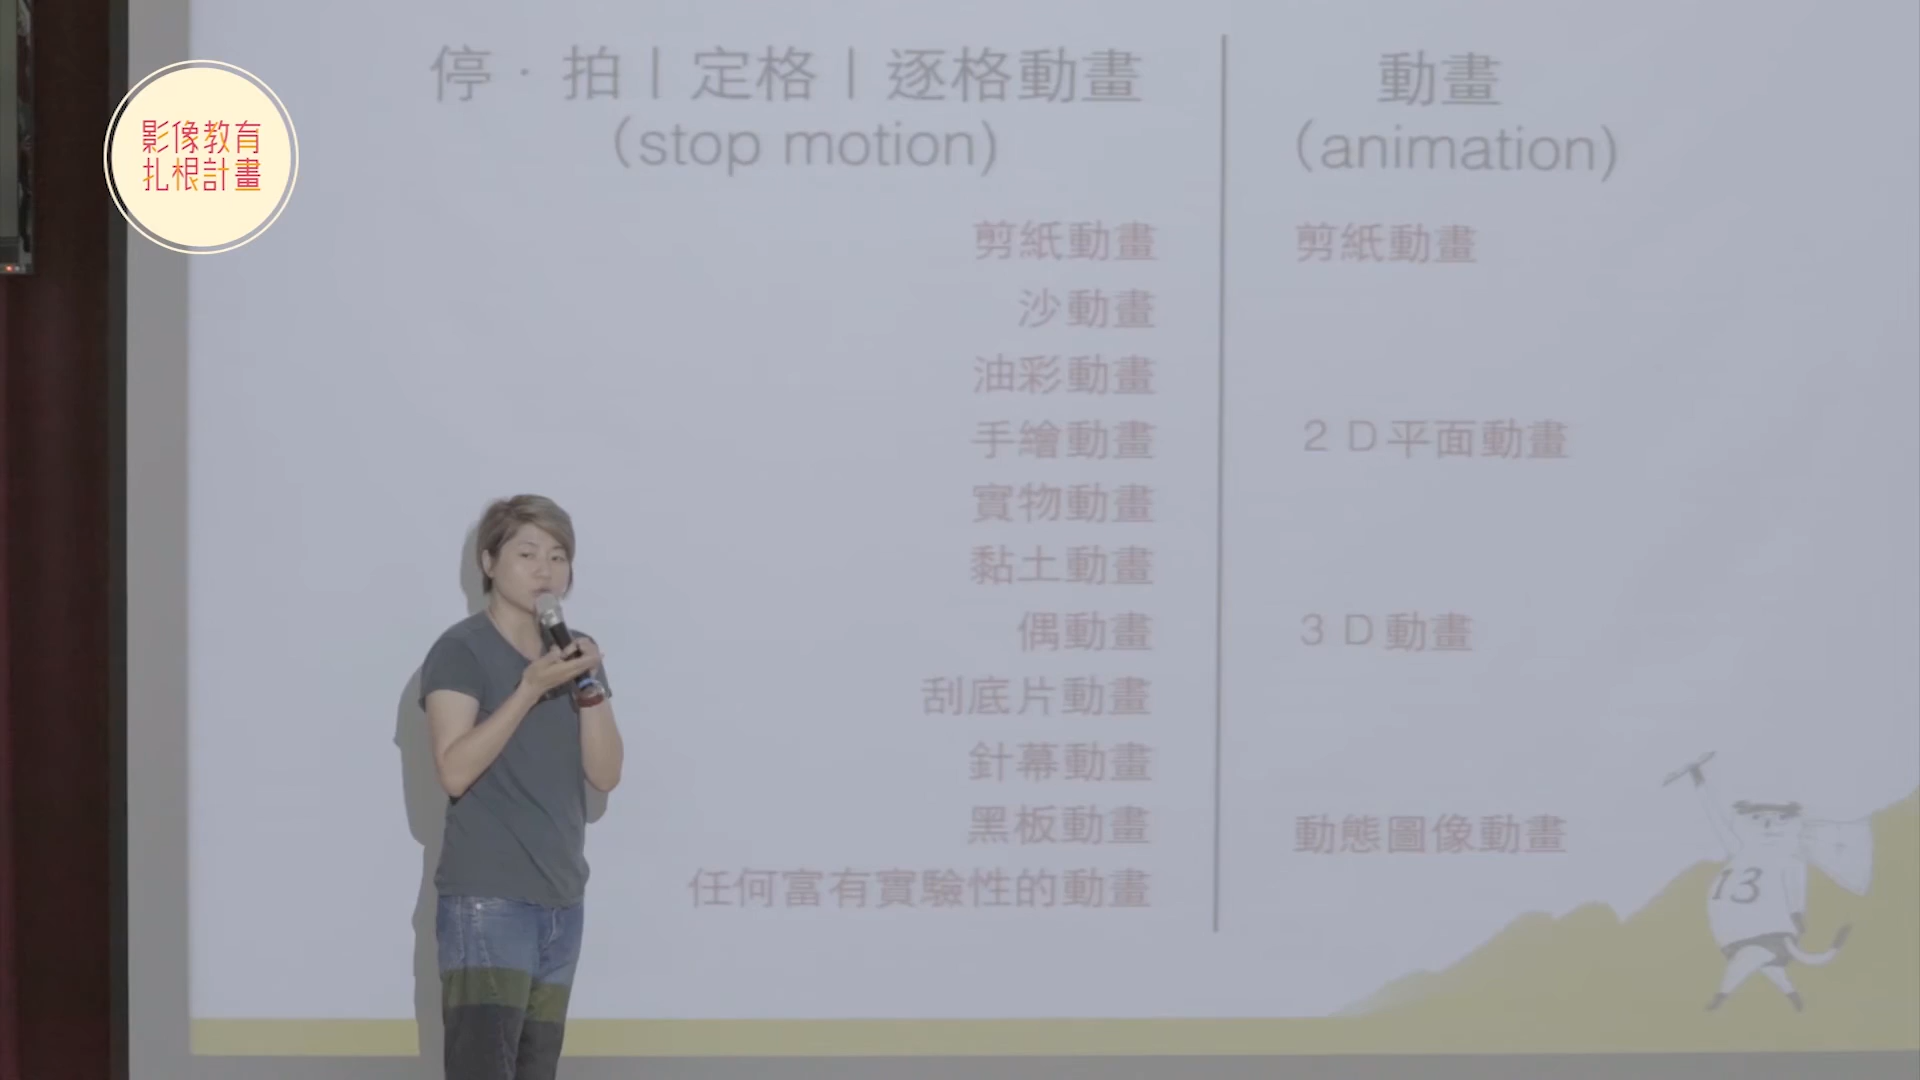 影像教育
扎根計畫
停·拍｜定格｜逐格動畫
(stop motion)
剪紙動畫
沙動畫
油彩動畫
手繪動畫
實物動畫
黏土動畫
偶動畫
刮底片動畫
針幕動畫
黑板動畫
任何富有實驗性的動畫
動畫
(animation)
剪紙動畫
2D平面動畫
3D動畫
動態圖像動畫
13